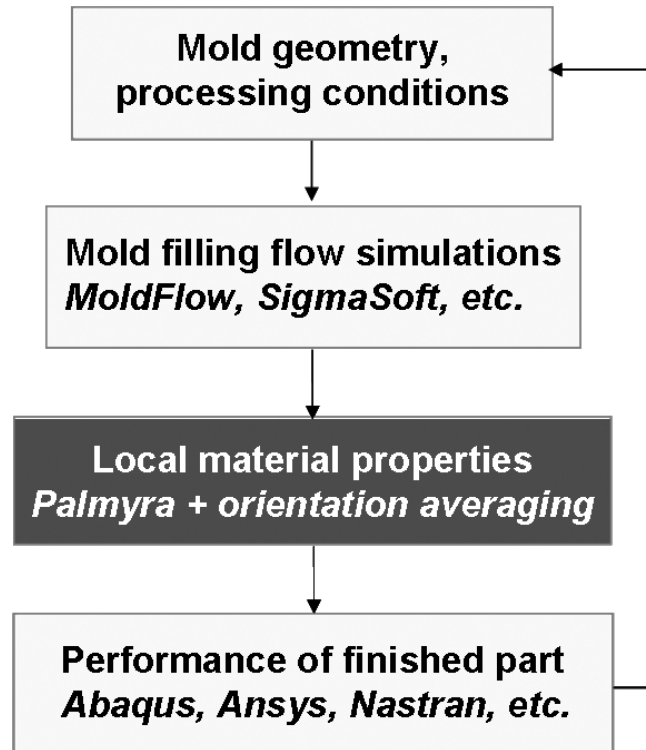 Mold geometry,
processing conditions
Mold filling flow simulations
MoldFlow, SigmaSoft, etc.
Local material properties
Palmyra + orientation averaging
Performance of finished part
Abaqus, Ansys, Nastran, etc.